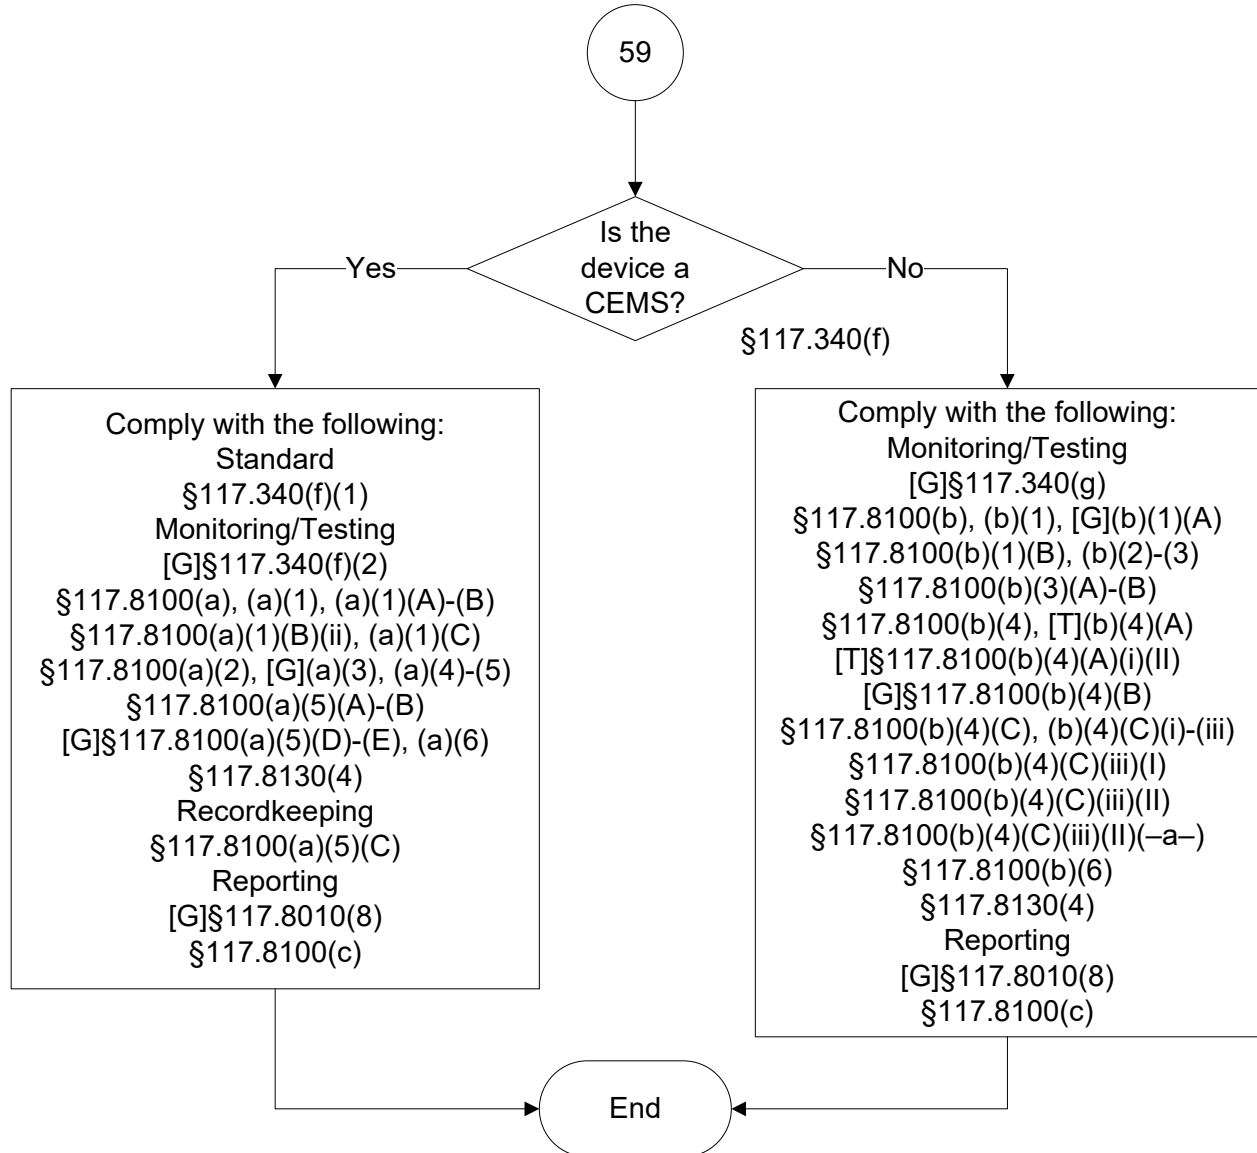 59
Is the
device a
CEMS?
Yes
No
§117.340(f)
Comply with the following:
Standard
§117.340(f)(1)
Monitoring/Testing
[G]§117.340(f)(2)
§117.8100(a), (a)(1), (a)(1)(A)-(B)
§117.8100(a)(1)(B)(ii), (a)(1)(C)
§117.8100(a)(2), [G](a)(3), (a)(4)-(5)
§117.8100(a)(5)(A)-(B)
[G]§117.8100(a)(5)(D)-(E), (a)(6)
§117.8130(4)
Recordkeeping
§117.8100(a)(5)(C)
Reporting
[G]§117.8010(8)
§117.8100(c)
Comply with the following:
Monitoring/Testing
[G]§117.340(g)
§117.8100(b), (b)(1), [G](b)(1)(A)
§117.8100(b)(1)(B), (b)(2)-(3)
§117.8100(b)(3)(A)-(B)
§117.8100(b)(4), [T](b)(4)(A)
[T]§117.8100(b)(4)(A)(i)(II)
[G]§117.8100(b)(4)(B)
§117.8100(b)(4)(C), (b)(4)(C)(i)-(iii)
§117.8100(b)(4)(C)(iii)(I)
§117.8100(b)(4)(C)(iii)(II)
§117.8100(b)(4)(C)(iii)(II)(–a–)
§117.8100(b)(6)
§117.8130(4)
Reporting
[G]§117.8010(8)
§117.8100(c)
End